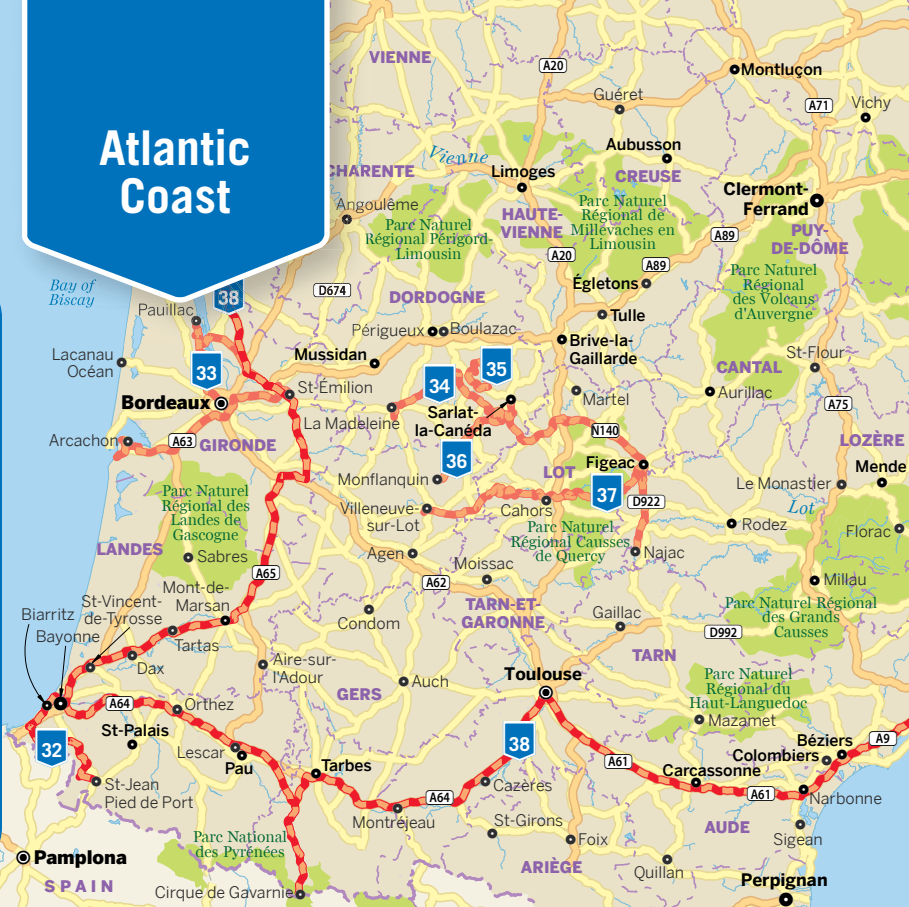 Atlantic
Coast
VIENNE
A20
Montluçon
Guéret
A71
Vichy
Aubusson
Vienne
CHARENTE
Limoges
CREUSE
Clermont-
Ferrand
Angoulême
Parc Naturel
Régional Périgord-
Limousin
HAUTE-
VIENNE
Parc Naturel
Régional de
Millevaches en
Limousin
A89
PUY-
DE-DÔME
A20
A89
Parc Naturel
Régional
des Volcans
d'Auvergne
Bay of
Biscay
38
D674
DORDOGNE
Égletons
Pauillac
Tulle
Périgueux
Boulazac
Brive-la-
Gaillarde
Lacanau
Océan
33
Mussidan
St-Flour
CANTAL
34
35
St-Émilion
Martel
Aurillac
Bordeaux
La Madeleine
Sarlat-
la-Canéda
A75
Arcachon
A63
GIRONDE
N140
LOZÈRE
36
Figeac
Mende
LOT
Monflanquin
37
D922
Le Monastier
Lot
Parc Naturel
Régional des
Landes de
Gascogne
Villeneuve-
sur-Lot
Cahors
Rodez
Florac
Parc Naturel
Régional Causses
de Quercy
LANDES
Sabres
Agen
Najac
A65
Moissac
A62
Millau
Mont-de-
Marsan
St-Vincent-
de-Tyrosse
Biarritz
Bayonne
Condom
TARN-ET-
GARONNE
Gaillac
Parc Naturel Régional
des Grands
Causses
Tartas
D992
Dax
Aire-sur-
l'Adour
TARN
Toulouse
Auch
GERS
Parc Naturel
Régional du
Haut-Languedoc
A64
Orthez
Mazamet
St-Palais
32
Lescar
Pau
38
Béziers
A9
Colombiers
A61
Tarbes
Carcassonne
St-Jean
Pied de Port
Cazères
A64
A61
Narbonne
Montréjeau
St-Girons
AUDE
Parc National
des Pyrénées
Foix
Sigean
Pamplona
ARIÈGE
Quillan
SPAIN
Cirque de Gavarnie
Perpignan